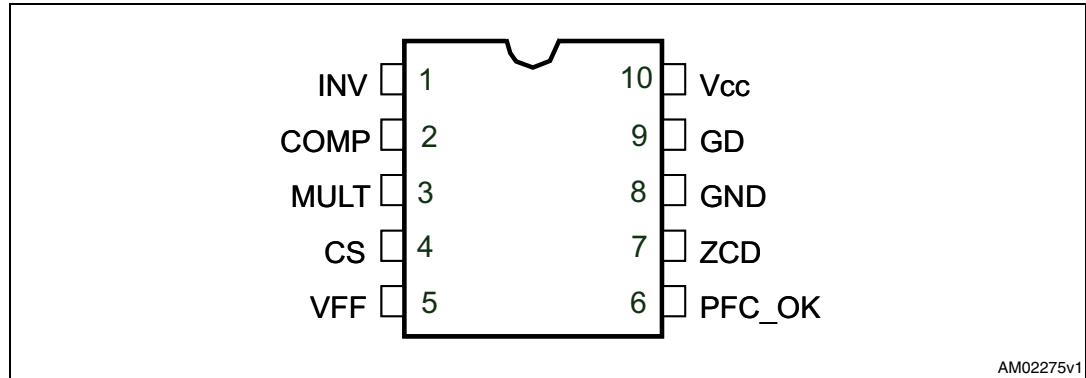 INV 1 10 Vcc
COMP 2 9 GD
MULT 3 8 GND
CS 4 7 ZCD
VFF 5 6 PFC_OK
AM02275v1